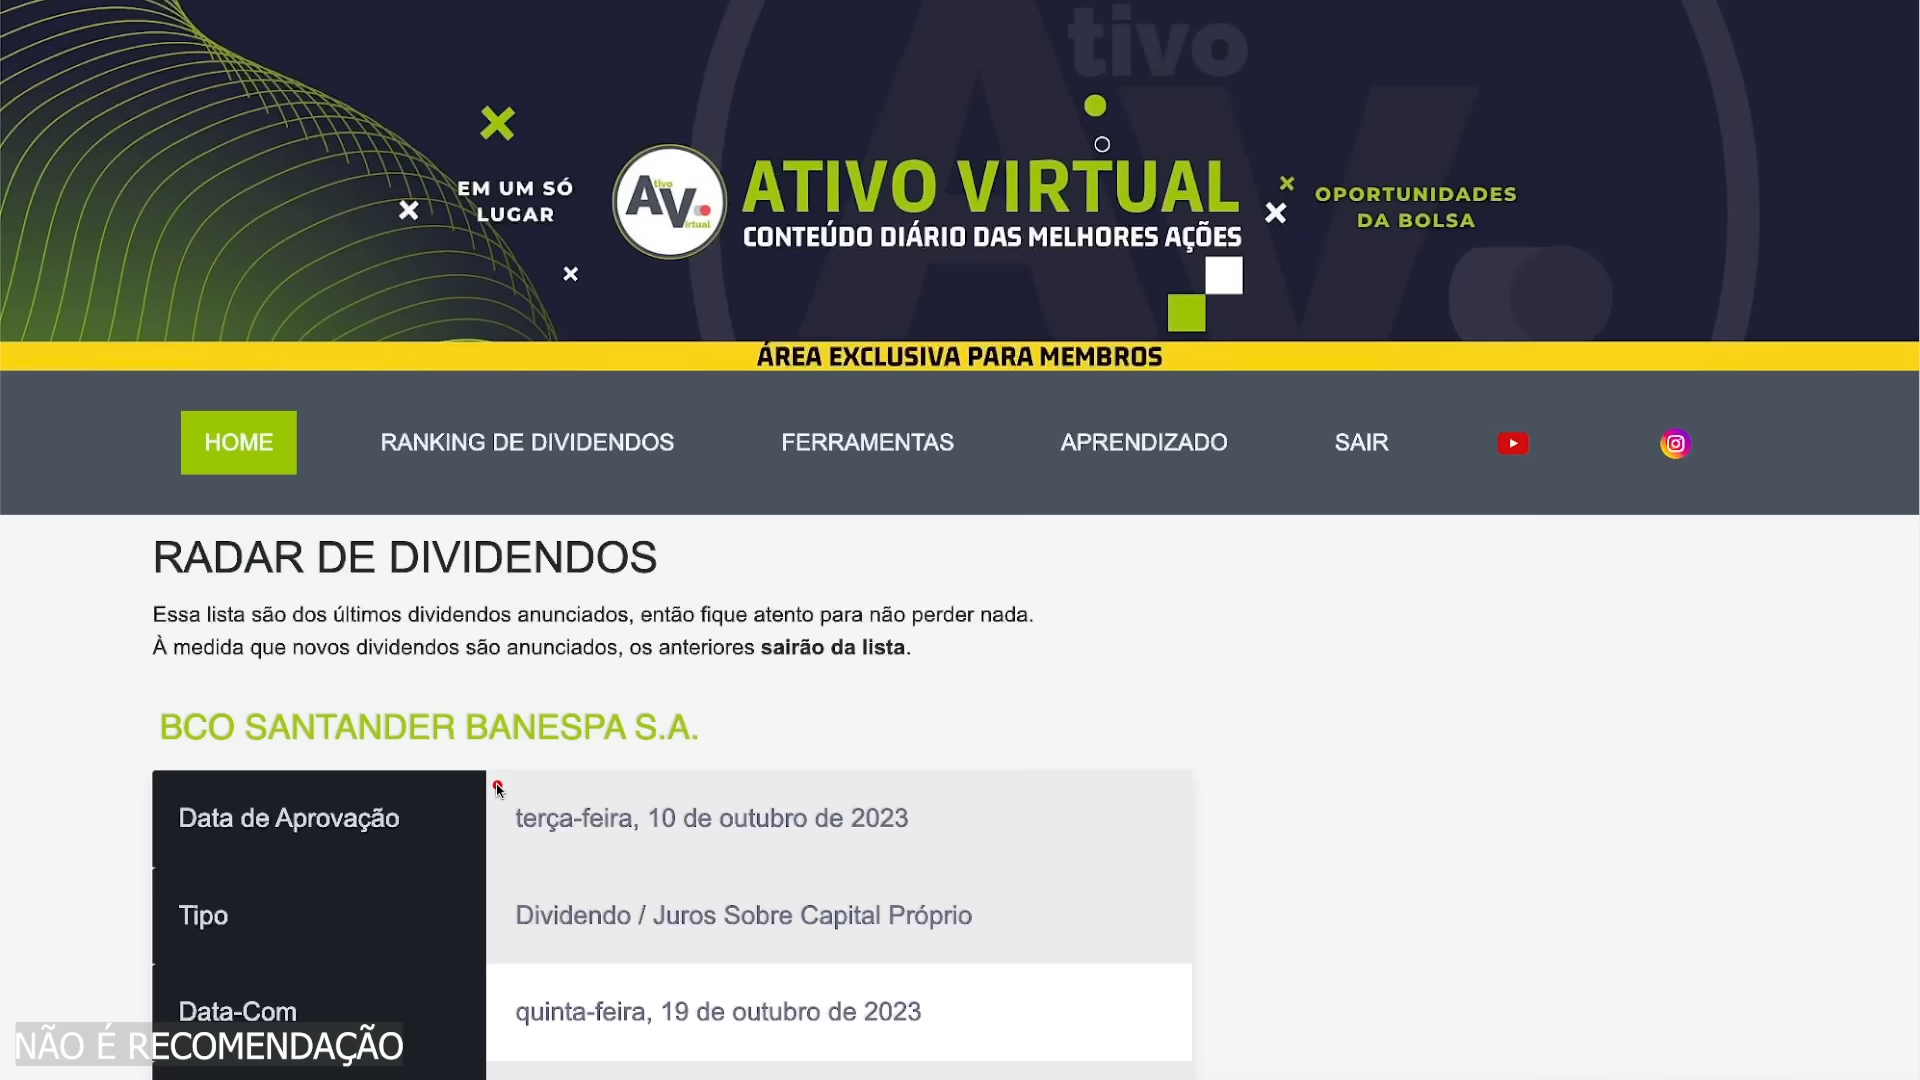 tivo
EM UM SÓ
LUGAR
AV
tivo
irtual
ATIVO VIRTUAL
CONTEÚDO DIÁRIO DAS MELHORES AÇÕES
OPORTUNIDADES
DA BOLSA
ÁREA EXCLUSIVA PARA MEMBROS
HOME RANKING DE DIVIDENDOS FERRAMENTAS APRENDIZADO SAIR
RADAR DE DIVIDENDOS
Essa lista são dos últimos dividendos anunciados, então fique atento para não perder nada.
À medida que novos dividendos são anunciados, os anteriores sairão da lista.
BCO SANTANDER BANESPA S.A.
Data de Aprovação terça-feira, 10 de outubro de 2023
Tipo Dividendo / Juros Sobre Capital Próprio
Data-Com quinta-feira, 19 de outubro de 2023
NÃO É RECOMENDAÇÃO